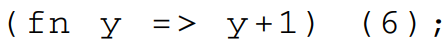 (fn y => y+1) (6);